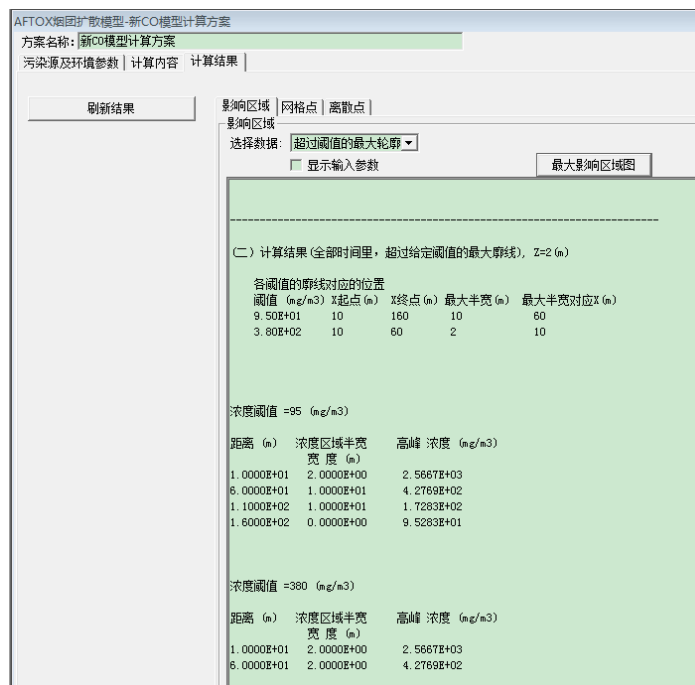 AFTOX烟团扩散模型-新CO模型计算方案
方案名称: 新CO模型计算方案
污染源及环境参数 计算内容 计算结果
刷新结果
影响区域 网格点 离散点
影响区域
选择数据: 超过阈值的最大轮廓
显示输入参数 最大影响区域图
--------------------------------------------------------------------------------
(二) 计算结果(全部时间里，超过给定阈值的最大廓线), Z=2(m)
各阈值的廓线对应的位置
阈值 (mg/m3) X起点(m) X终点(m) 最大半宽(m) 最大半宽对应X(m)
9.50E+01 10 160 10 60
3.80E+02 10 60 2 10
浓度阈值 =95 (mg/m3)
距离 (m) 浓度区域半宽 高峰 浓度 (mg/m3)
宽 度 (m)
1.0000E+01 2.0000E+00 2.5667E+03
6.0000E+01 1.0000E+01 4.2769E+02
1.1000E+02 1.0000E+01 1.7283E+02
1.6000E+02 0.0000E+00 9.5283E+01
浓度阈值 =380 (mg/m3)
距离 (m) 浓度区域半宽 高峰 浓度 (mg/m3)
宽 度 (m)
1.0000E+01 2.0000E+00 2.5667E+03
6.0000E+01 2.0000E+00 4.2769E+02